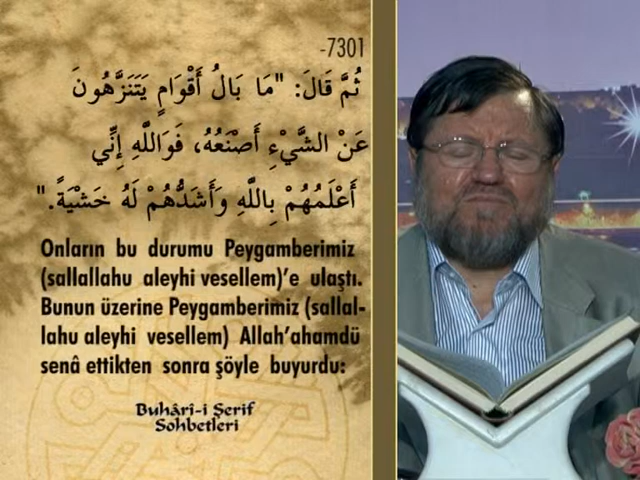 -7301
ثُمَّ قَالَ: "مَا بَالُ أَقْوَامٍ يَتَنَزَّهُونَ
عَنْ الشَّيْءِ أَصْنَعُهُ، فَوَاللَّهِ إِنِّي
أَعْلَمُهُمْ بِاللَّهِ وَأَشَدُّهُمْ لَهُ خَشْيَةً."
Onların bu durumu Peygamberimiz
(sallallahu aleyhi vesellem)'e ulaştı.
Bunun üzerine Peygamberimiz (sallal-
lahu aleyhi vesellem) Allah'ahamdü
senâ ettikten sonra şöyle buyurdu:
Buhârî-i Şerif
Sohbetleri